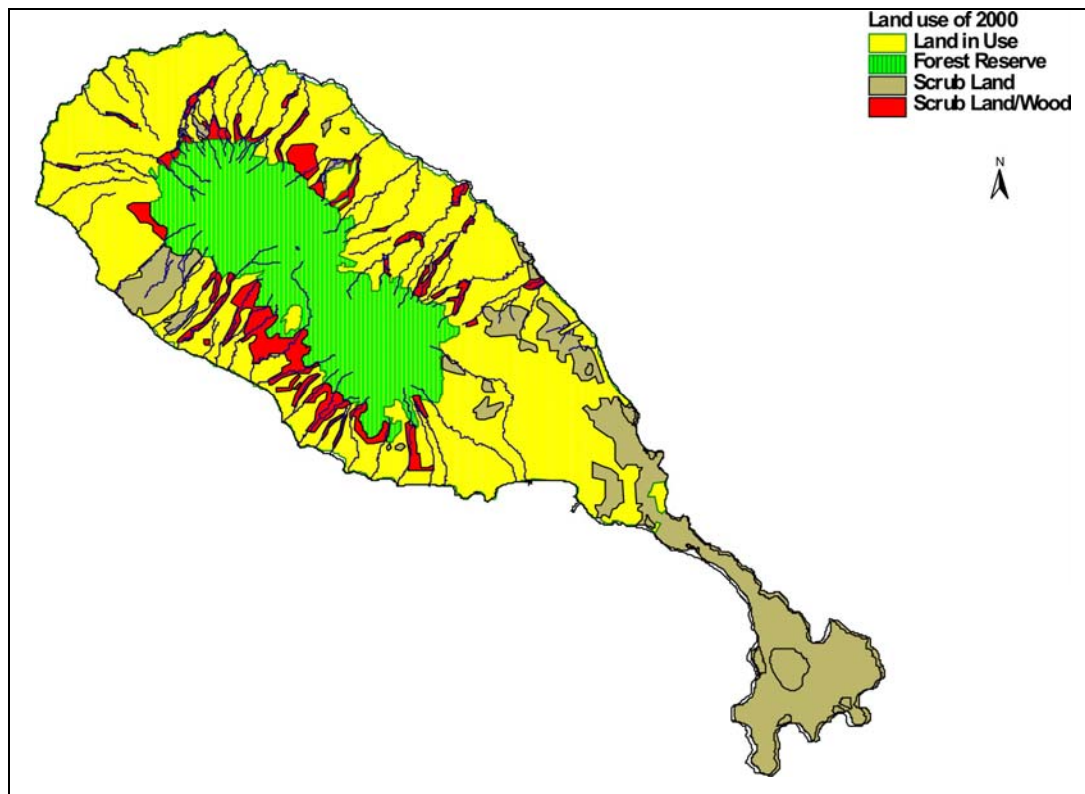 Land use of 2000
Land in Use
Forest Reserve
Scrub Land
Scrub Land/Wood
N